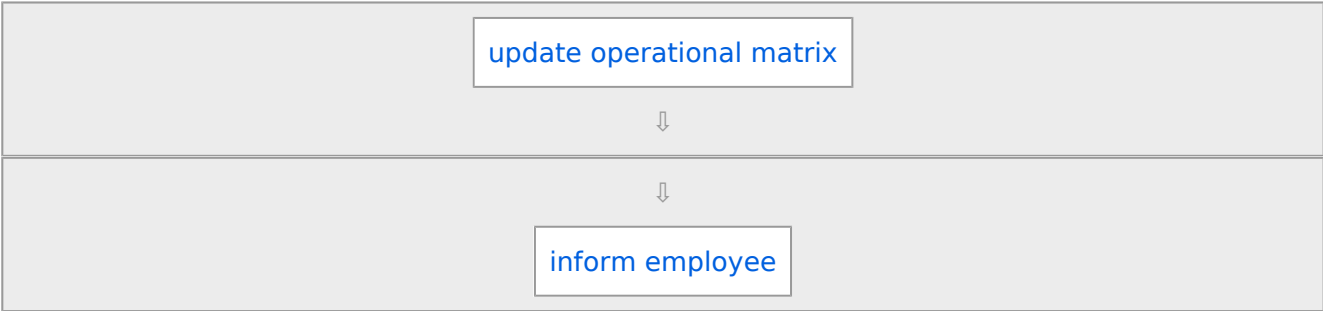 update operational matrix
⇩
⇩
inform employee